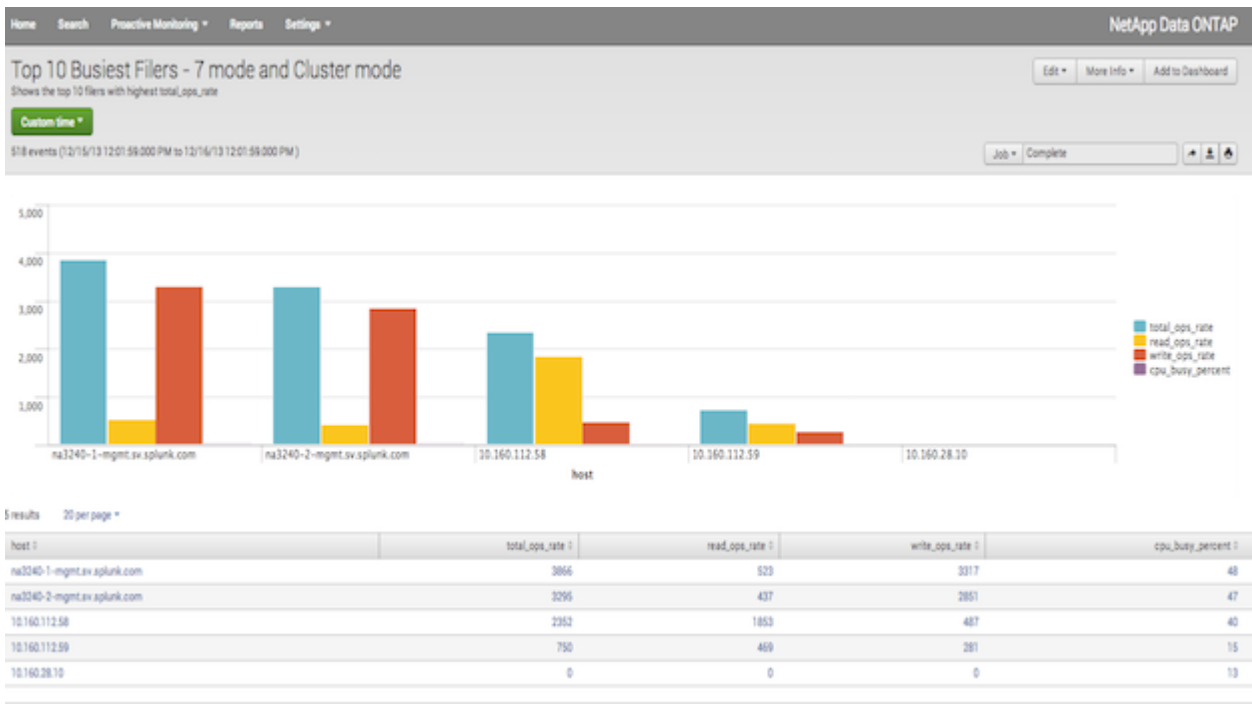 Home Search Proactive Monitoring Reports Settings NetApp Data ONTAP
Top 10 Busiest Filers - 7 mode and Cluster mode
Edit More Info Add to Dashboard
Shows the top 10 filers with highest total_ops_rate
Custom time
518 events (12/15/13 12:01:59.000 PM to 12/16/13 12:01:59.000 PM)
Job Complete
5,000
4,000
3,000
2,000
1,000
total_ops_rate
read_ops_rate
write_ops_rate
cpu_busy_percent
na3240-1-mgmt.sv.splunk.com na3240-2-mgmt.sv.splunk.com 10.160.112.58 10.160.112.59 10.160.28.10
host
5 results 20 per page
host total_ops_rate read_ops_rate write_ops_rate cpu_busy_percent
na3240-1-mgmt.sv.splunk.com 3866 523 3317 48
na3240-2-mgmt.sv.splunk.com 3295 437 2851 47
10.160.112.58 2352 1853 487 40
10.160.112.59 750 469 281 15
10.160.28.10 0 0 0 13